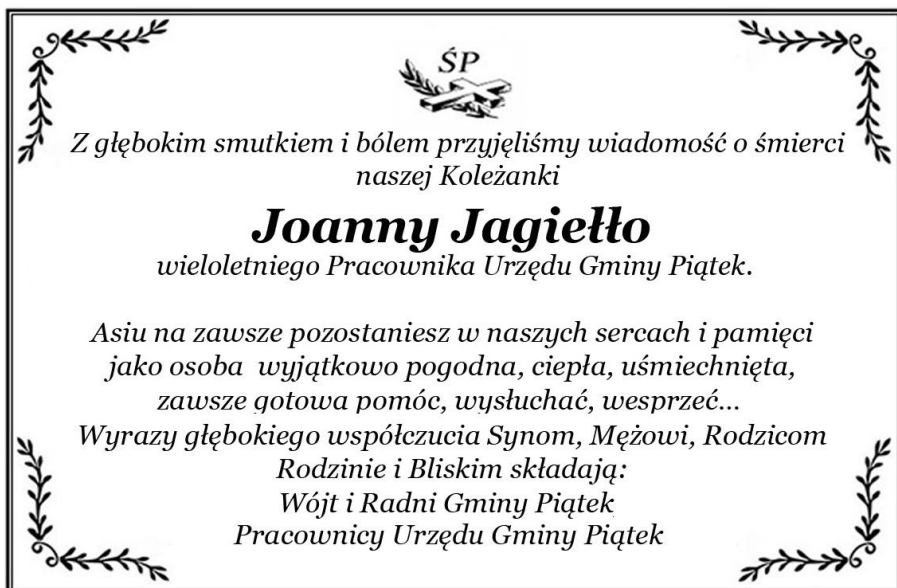 ŚP
Z głębokim smutkiem i bólem przyjęliśmy wiadomość o śmierci
naszej Koleżanki
Joanny Jagiełło
wieloletniego Pracownika Urzędu Gminy Piątek.
Asiu na zawsze pozostaniesz w naszych sercach i pamięci
jako osoba wyjątkowo pogodna, ciepła, uśmiechnięta,
zawsze gotowa pomóc, wysłuchać, wesprzeć...
Wyrazy głębokiego współczucia Synom, Mężowi, Rodzicom
Rodzinie i Bliskim składają:
Wójt i Radni Gminy Piątek
Pracownicy Urzędu Gminy Piątek